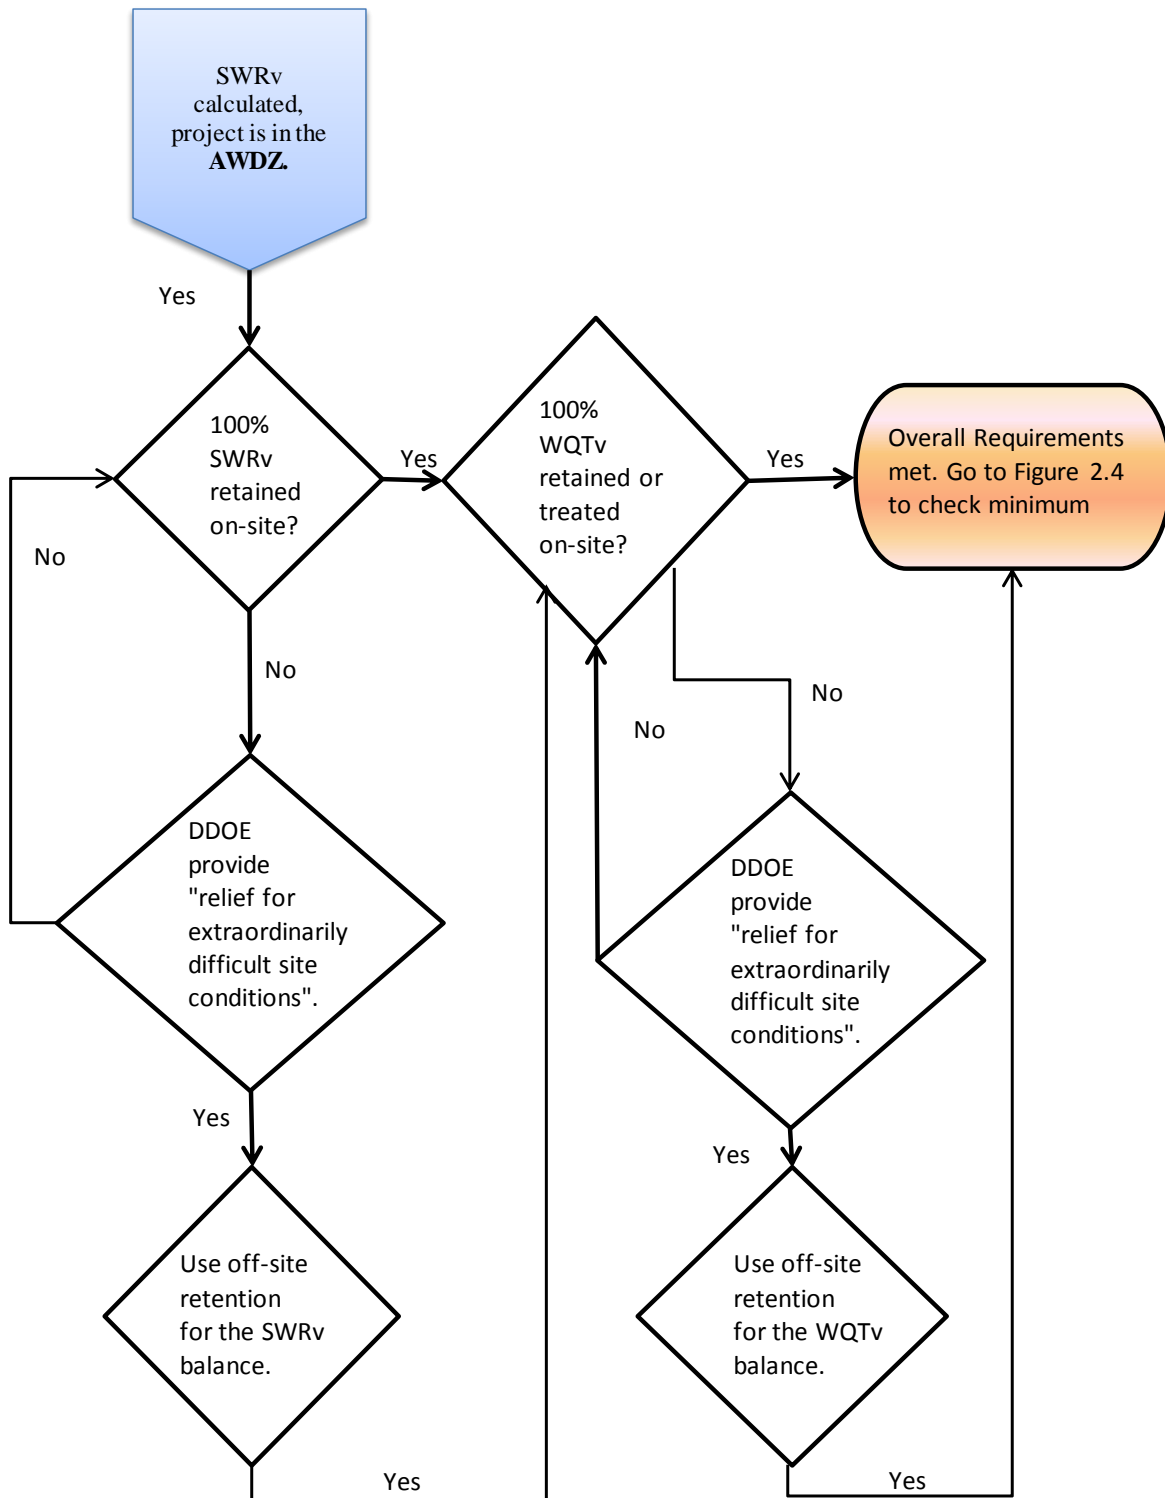 SWRv
calculated,
project is in the
AWDZ.
Yes
100%
SWRv
retained
on-site?
Yes
100%
WQTv
retained or
treated
on-site?
Yes
Overall Requirements
met. Go to Figure 2.4
to check minimum
No
No
No
No
DDOE
provide
"relief for
extraordinarily
difficult site
conditions".
DDOE
provide
"relief for
extraordinarily
difficult site
conditions".
Yes
Yes
Use off-site
retention
for the SWRv
balance.
Use off-site
retention
for the WQTv
balance.
Yes
Yes